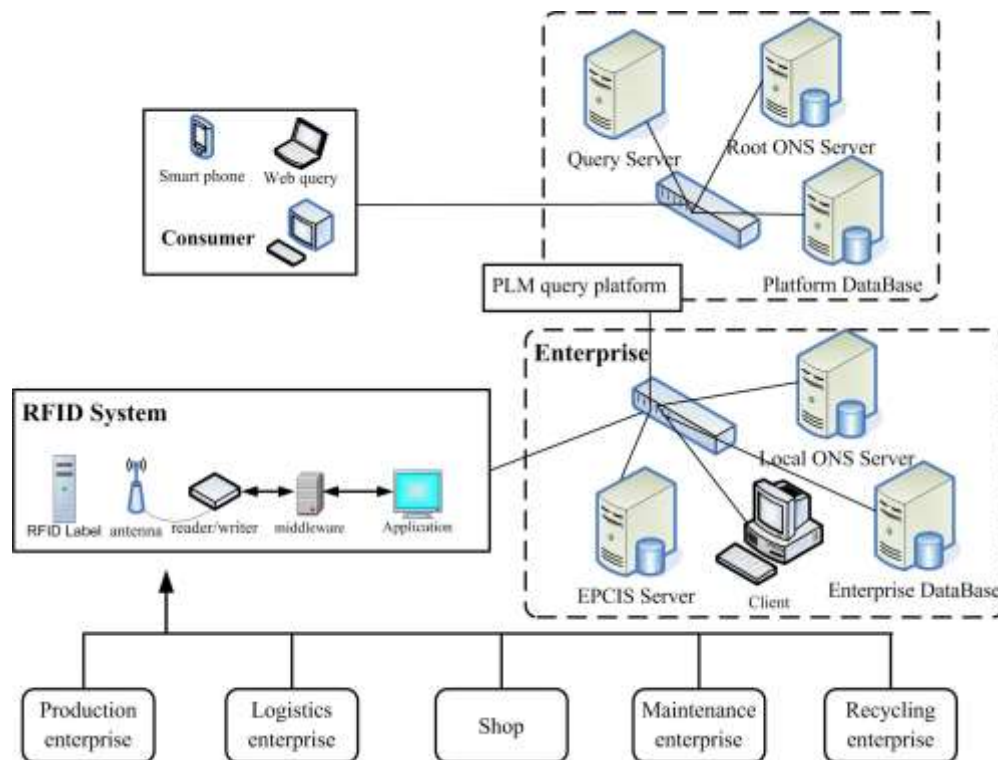 Query Server
Root ONS Server
Smart phone
Web query
Consumer
Platform DataBase
PLM query platform
Enterprise
RFID System
Local ONS Server
RFID Label
antenna
reader/writer
middleware
Application
EPCIS Server
Client
Enterprise DataBase
Production
enterprise
Logistics
enterprise
Shop
Maintenance
enterprise
Recycling
enterprise